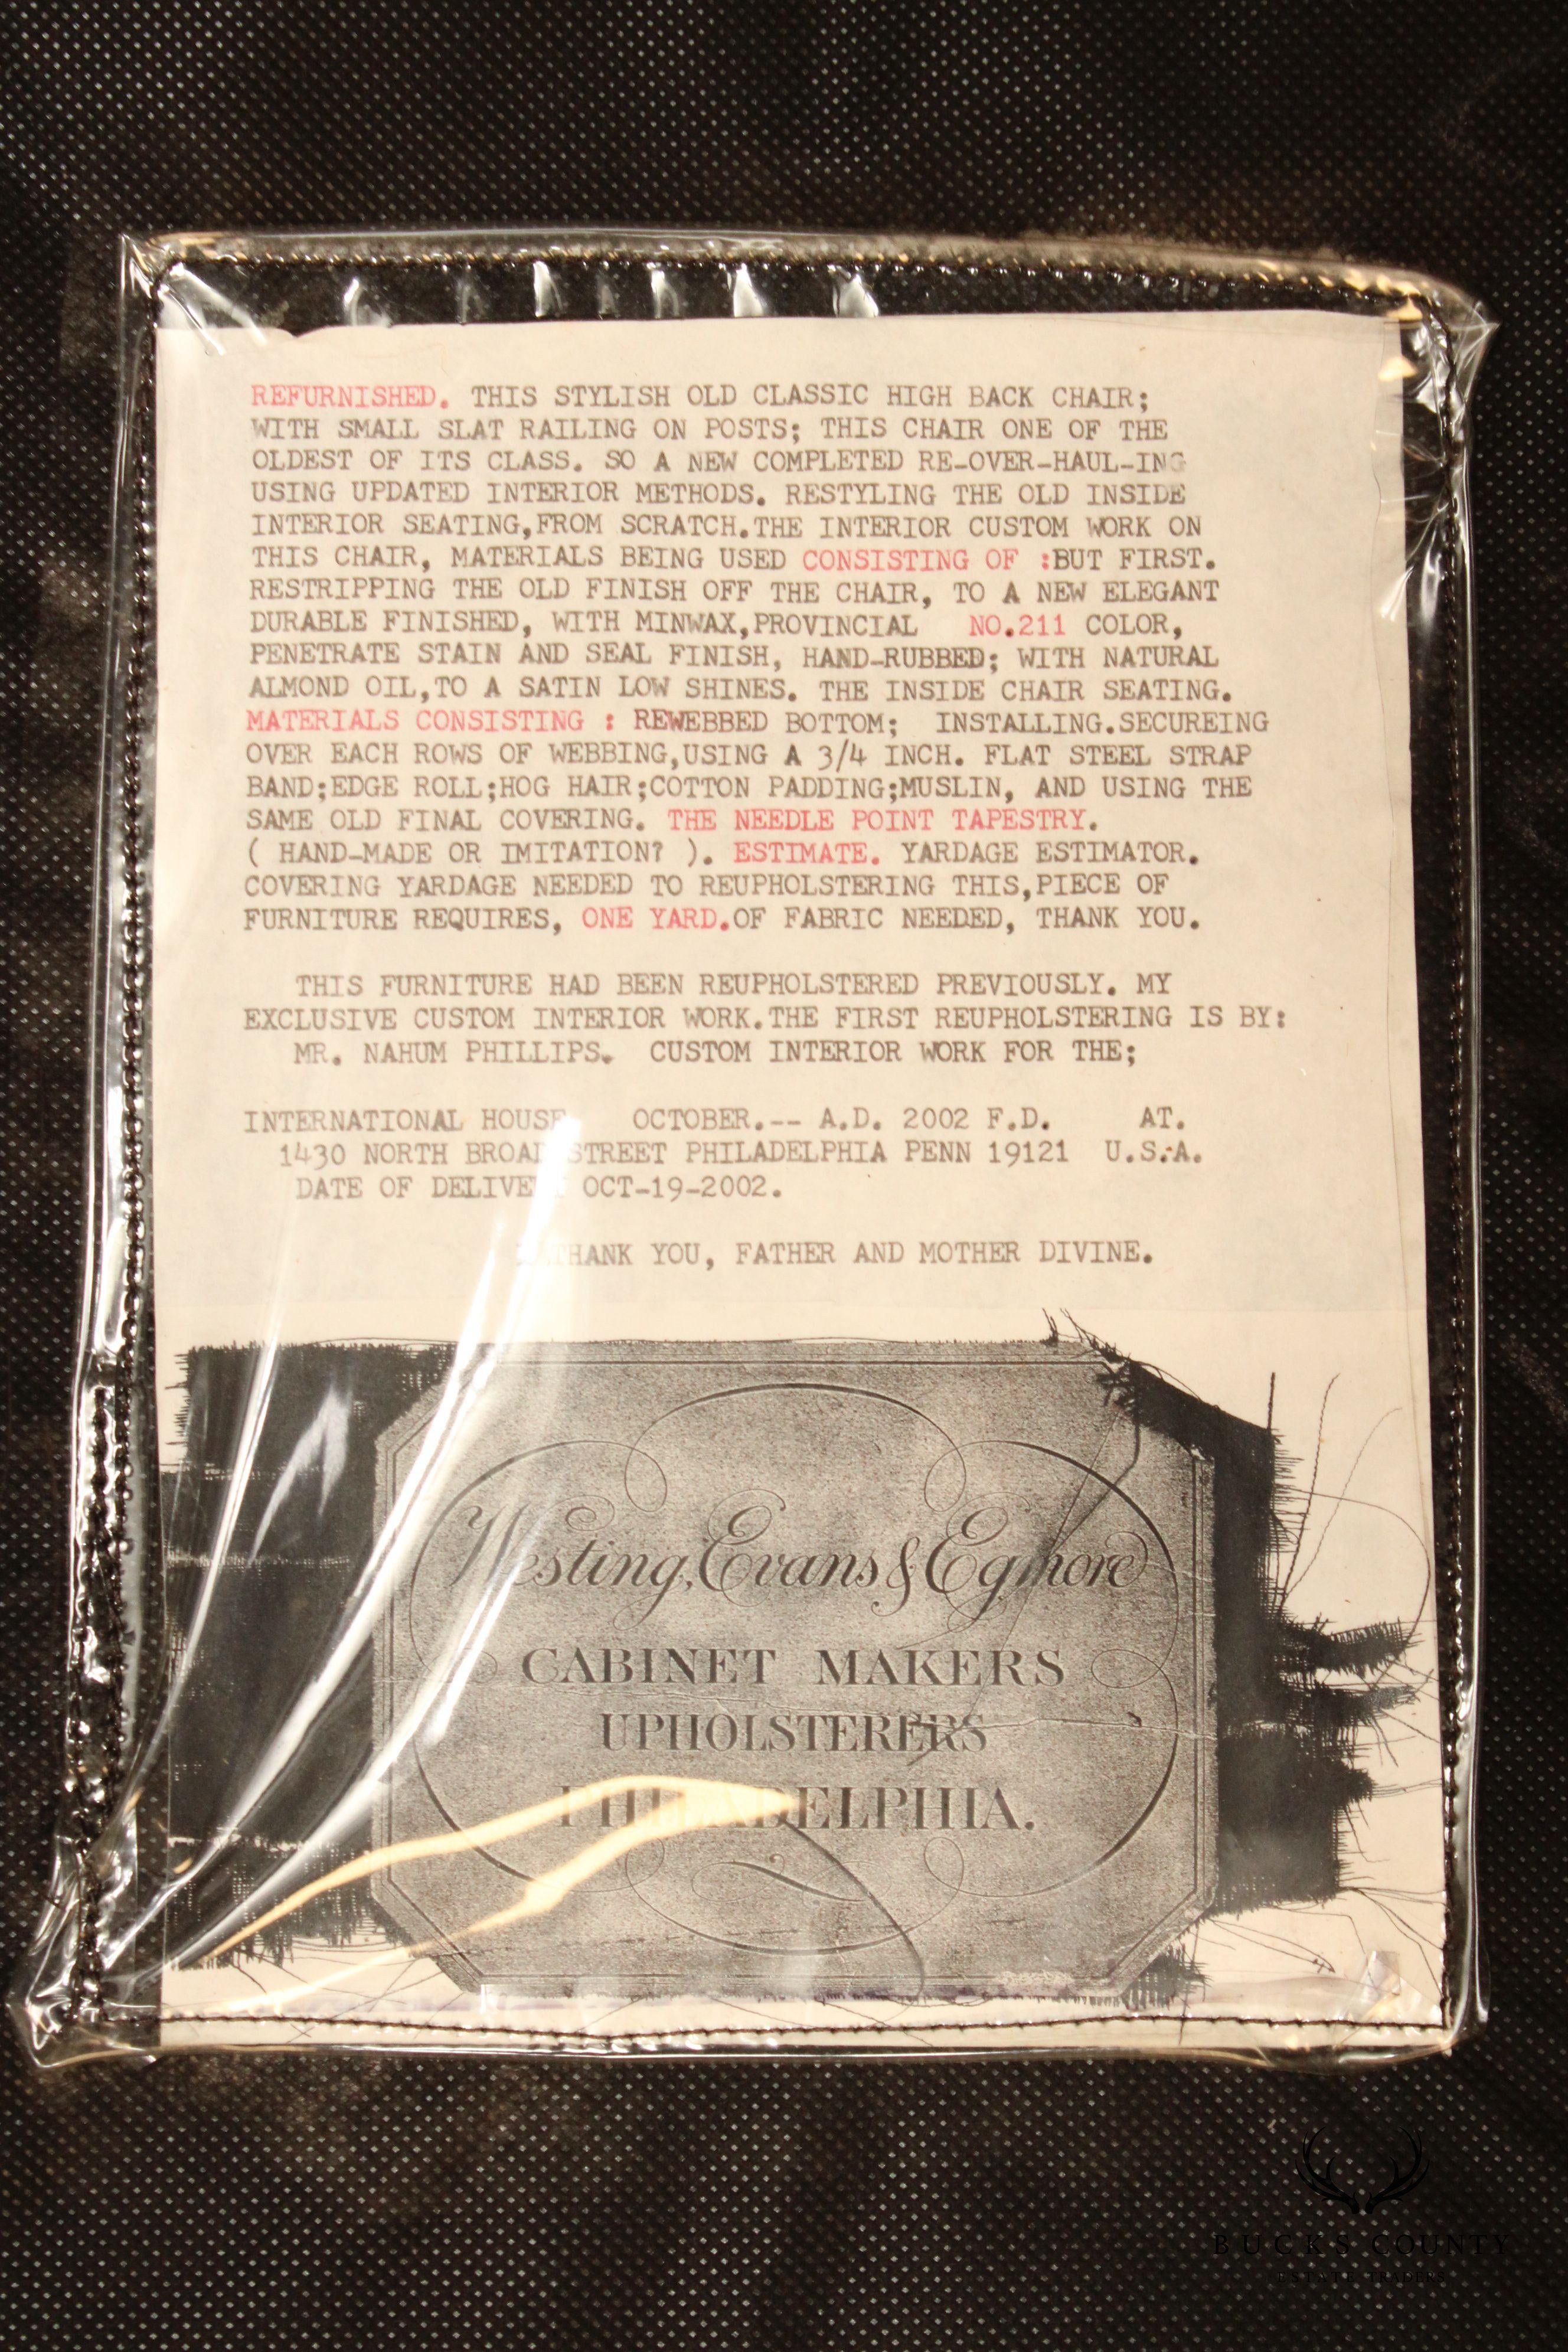 REFURNISHED. THIS STYLISH OLD CLASSIC HIGH BACK CHAIR;
WITH SMALL SLAT RAILING ON POSTS; THIS CHAIR ONE OF THE
OLDEST OF ITS CLASS. SO A NEW COMPLETED RE-OVER-HAUL-ING
USING UPDATED INTERIOR METHODS. RESTYLING THE OLD INSIDE
INTERIOR SEATING,FROM SCRATCH.THE INTERIOR CUSTOM WORK ON
THIS CHAIR, MATERIALS BEING USED CONSISTING OF :BUT FIRST.
RESTRIPPING THE OLD FINISH OFF THE CHAIR, TO A NEW ELEGANT
DURABLE FINISHED, WITH MINWAX,PROVINCIAL NO.211 COLOR,
PENETRATE STAIN AND SEAL FINISH, HAND-RUBBED; WITH NATURAL
ALMOND OIL,TO A SATIN LOW SHINES. THE INSIDE CHAIR SEATING.
MATERIALS CONSISTING : REWEBBED BOTTOM; INSTALLING.SECUREING
OVER EACH ROWS OF WEBBING,USING A 3/4 INCH. FLAT STEEL STRAP
BAND;EDGE ROLL;HOG HAIR;COTTON PADDING;MUSLIN, AND USING THE
SAME OLD FINAL COVERING. THE NEEDLE POINT TAPESTRY.
( HAND-MADE OR IMITATION? ). ESTIMATE. YARDAGE ESTIMATOR.
COVERING YARDAGE NEEDED TO REUPHOLSTERING THIS,PIECE OF
FURNITURE REQUIRES, ONE YARD.OF FABRIC NEEDED, THANK YOU.
THIS FURNITURE HAD BEEN REUPHOLSTERED PREVIOUSLY. MY
EXCLUSIVE CUSTOM INTERIOR WORK.THE FIRST REUPHOLSTERING IS BY:
MR. NAHUM PHILLIPS. CUSTOM INTERIOR WORK FOR THE;
INTERNATIONAL HOUSE OCTOBER.-- A.D. 2002 F.D. AT.
1430 NORTH BROAD STREET PHILADELPHIA PENN 19121 U.S.A.
DATE OF DELIVERY OCT-19-2002.
THANK YOU, FATHER AND MOTHER DIVINE.
Westing, Evans & Egmore
CABINET MAKERS
UPHOLSTERERS
PHILADELPHIA.
BUCKS COUNTY
ESTATE TRADERS